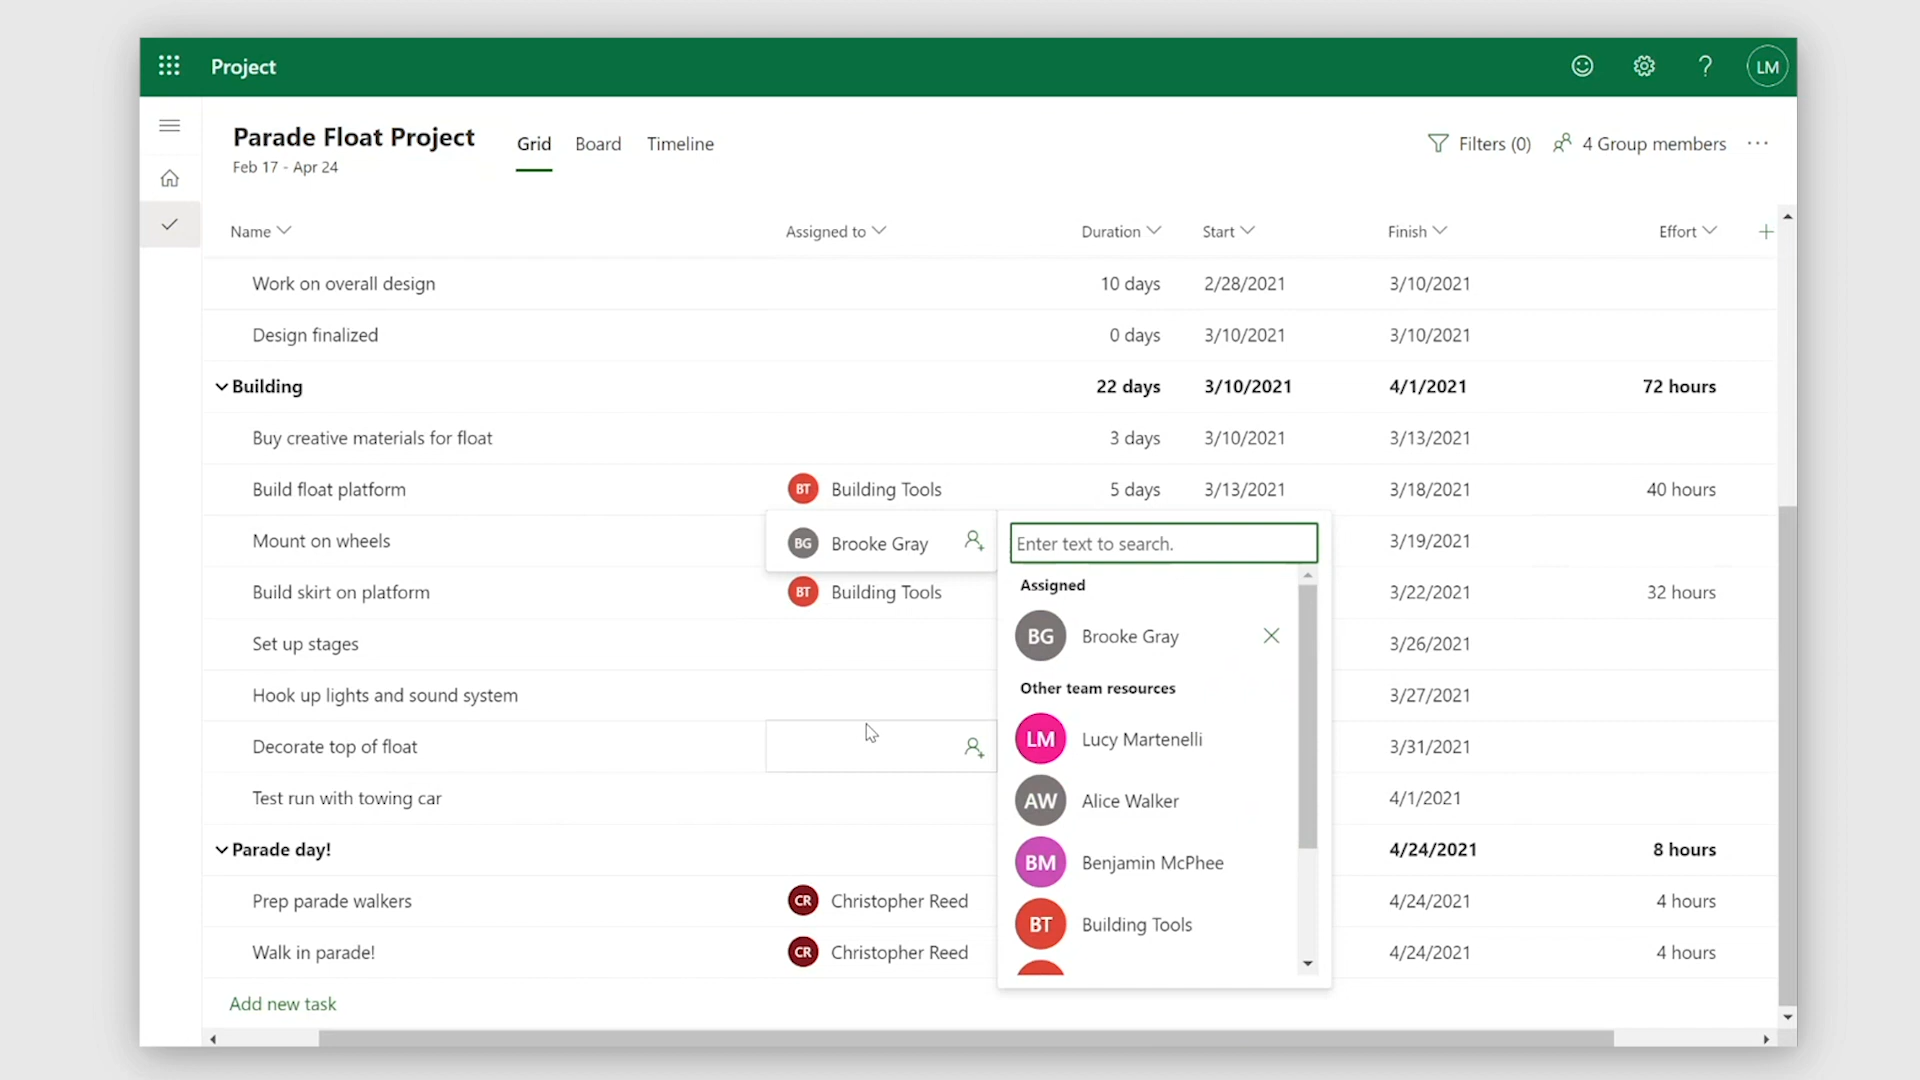 Project
LM
Parade Float Project
Grid Board Timeline
Filters (0) 4 Group members
Feb 17 - Apr 24
Name Assigned to Duration Start Finish Effort
Work on overall design 10 days 2/28/2021 3/10/2021
Design finalized 0 days 3/10/2021 3/10/2021
Building 22 days 3/10/2021 4/1/2021 72 hours
Buy creative materials for float 3 days 3/10/2021 3/13/2021
Build float platform BT Building Tools 5 days 3/13/2021 3/18/2021 40 hours
Mount on wheels BG Brooke Gray Enter text to search. 3/19/2021
Assigned
Build skirt on platform BT Building Tools 3/22/2021 32 hours
BG Brooke Gray
Set up stages 3/26/2021
Other team resources
Hook up lights and sound system 3/27/2021
LM Lucy Martenelli
Decorate top of float 3/31/2021
AW Alice Walker
Test run with towing car 4/1/2021
Parade day! 4/24/2021 8 hours
BM Benjamin McPhee
Prep parade walkers CR Christopher Reed 4/24/2021 4 hours
BT Building Tools
Walk in parade! CR Christopher Reed 4/24/2021 4 hours
Add new task